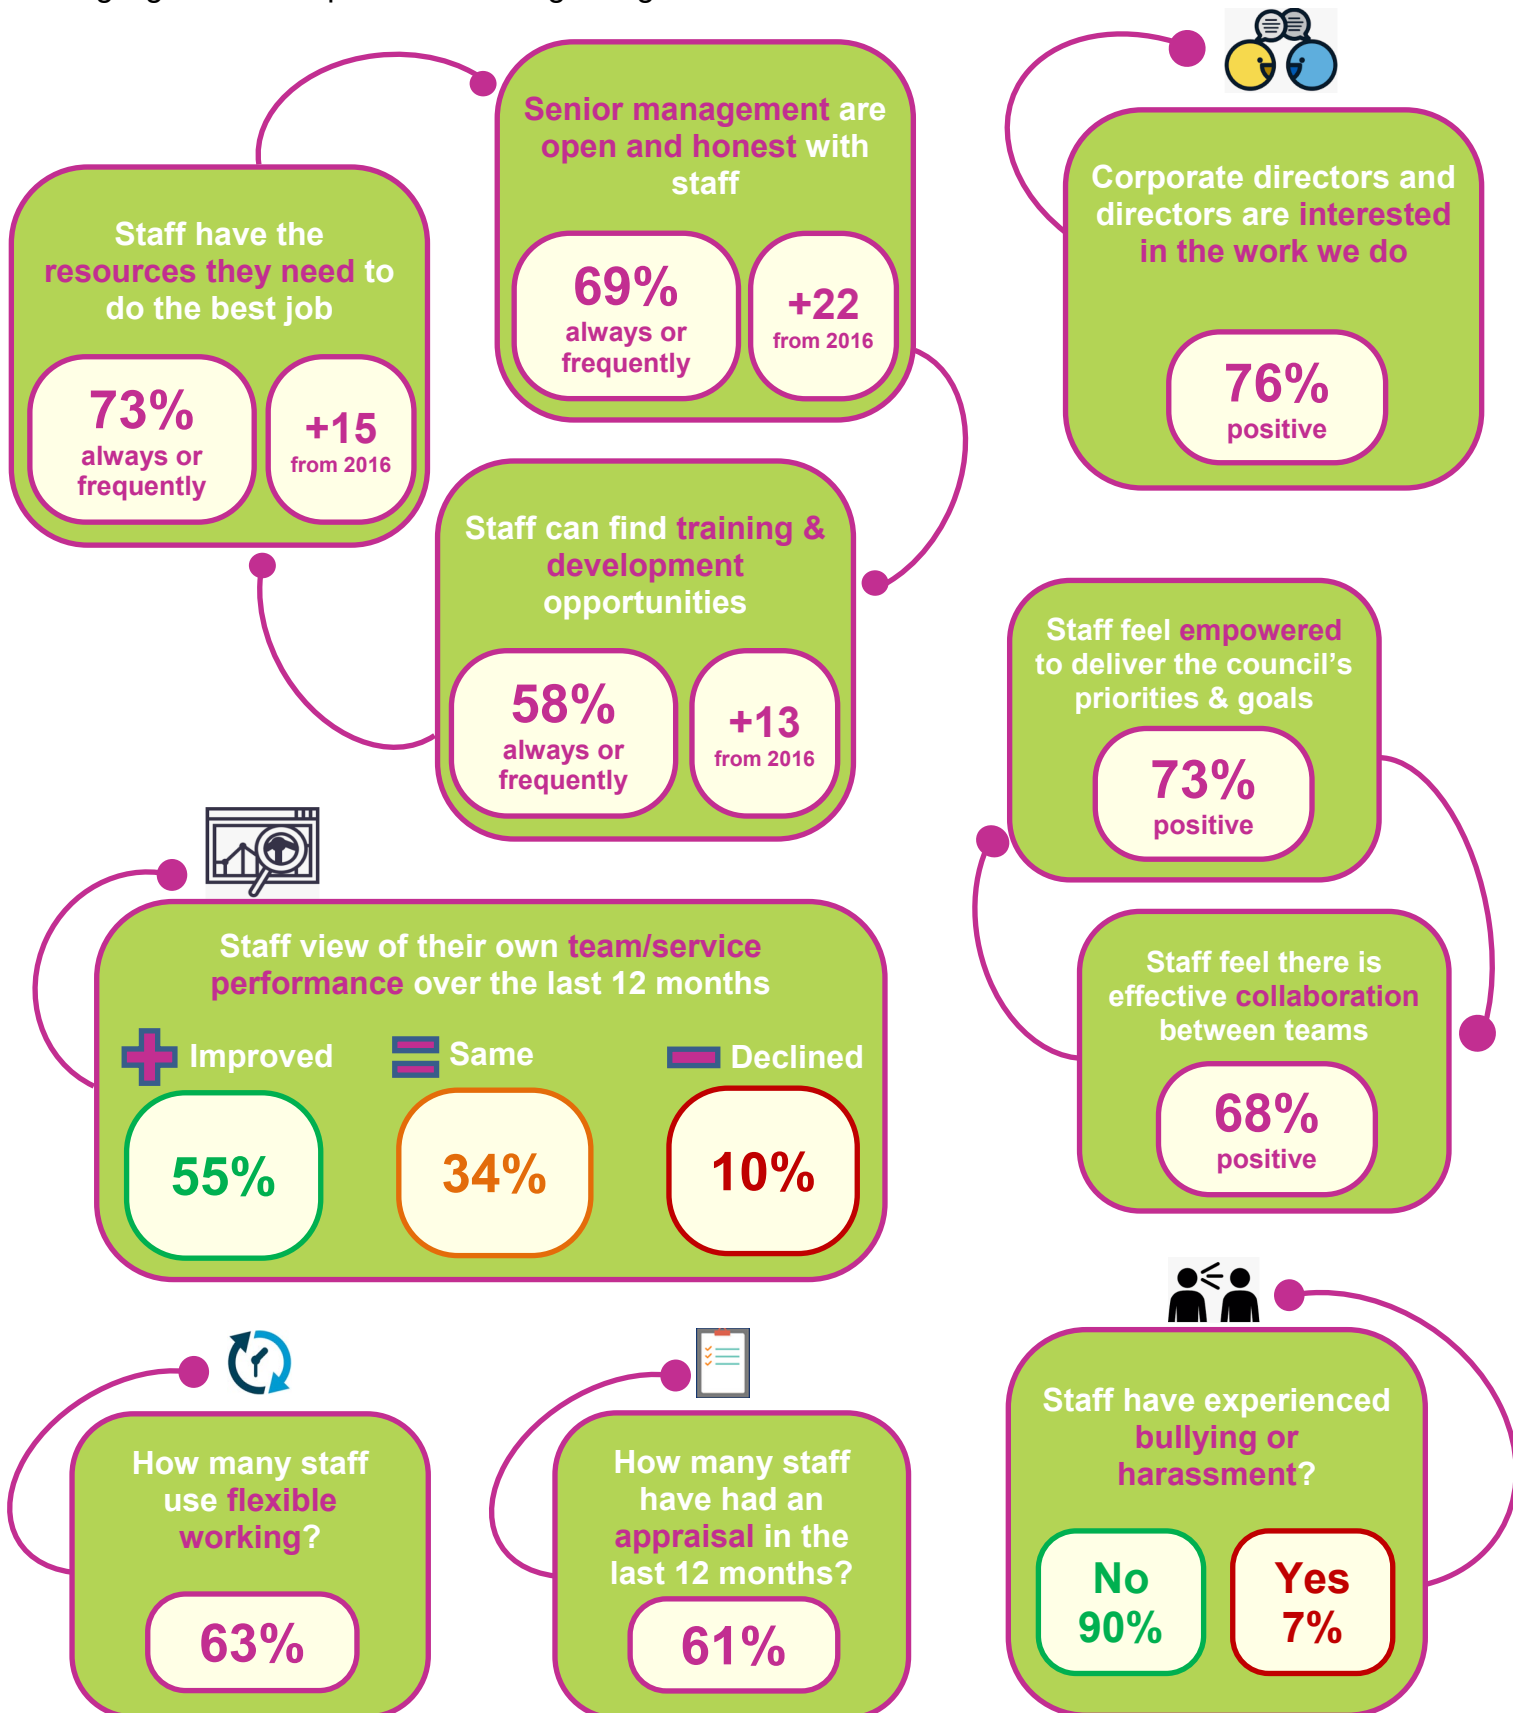 Senior management are
open and honest with
staff
69%
always or
frequently
+22
from 2016
Corporate directors and
directors are interested
in the work we do
76%
positive
Staff have the
resources they need to
do the best job
73%
always or
frequently
+15
from 2016
Staff can find training &
development
opportunities
58%
always or
frequently
+13
from 2016
Staff feel empowered
to deliver the council’s
priorities & goals
73%
positive
Staff feel there is
effective collaboration
between teams
68%
positive
Staff view of their own team/service
performance over the last 12 months
Improved
Same
Declined
55%
34%
10%
How many staff
use flexible
working?
63%
How many staff
have had an
appraisal in the
last 12 months?
61%
Staff have experienced
bullying or
harassment?
No
90%
Yes
7%